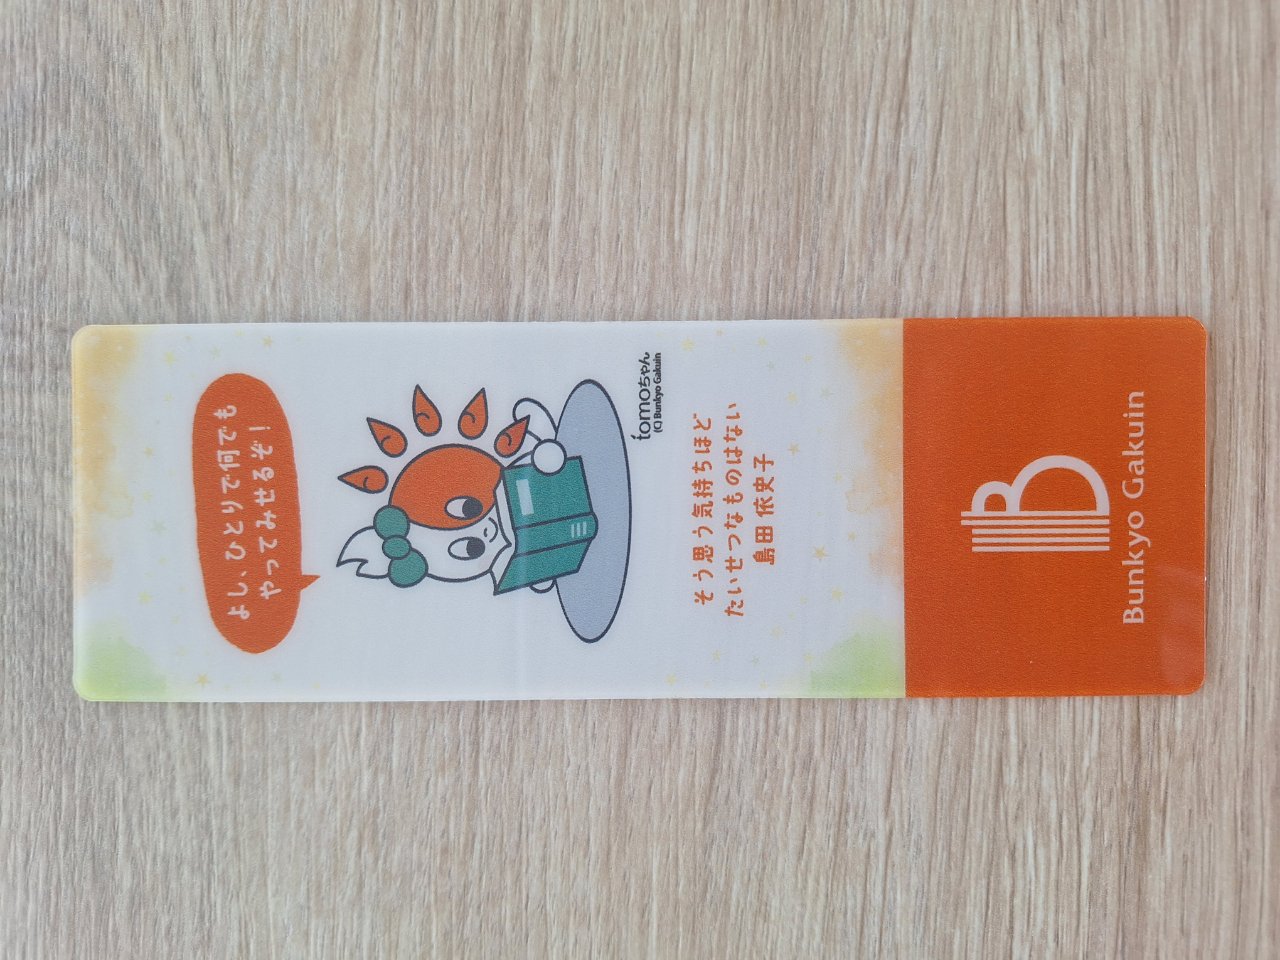 よし、ひとりで何でも
やってみせるぞ！
tomoちゃん
(C) Bunkyo Gakuin
そう思う気持ちほど
たいせつなものはない
島田 依史子
B
Bunkyo Gakuin